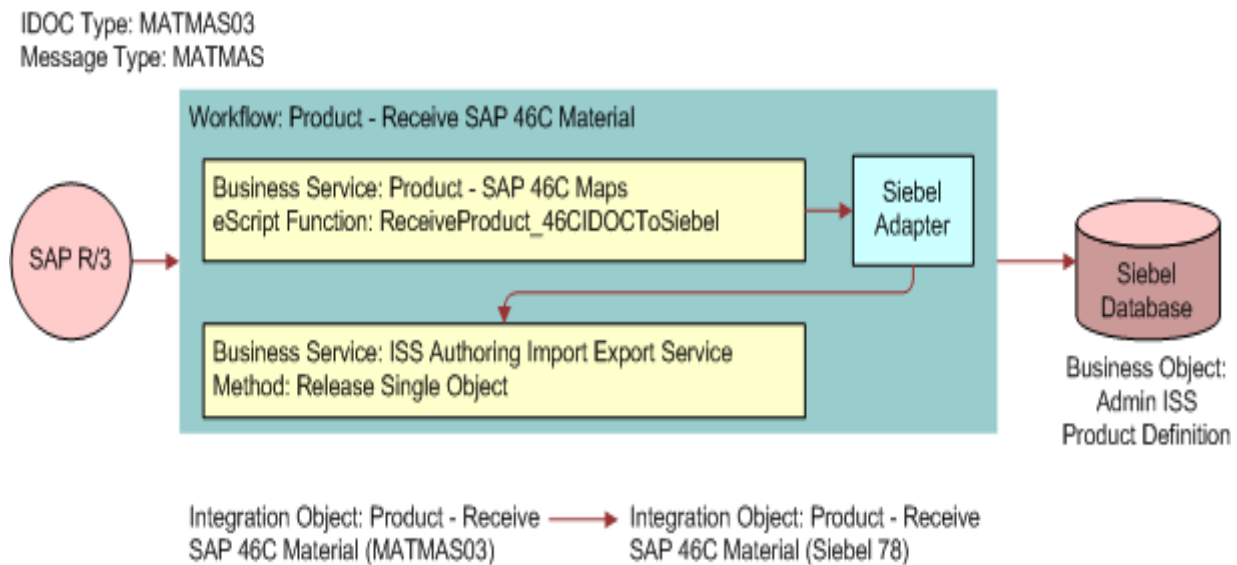 IDOC Type: MATMAS03
Message Type: MATMAS
Workflow: Product - Receive SAP 46C Material
Business Service: Product - SAP 46C Maps
eScript Function: ReceiveProduct_46CIDOCToSiebel
Siebel
Adapter
SAP R/3
Siebel
Database
Business Service: ISS Authoring Import Export Service
Method: Release Single Object
Business Object:
Admin ISS
Product Definition
Integration Object: Product - Receive
SAP 46C Material (MATMAS03)
Integration Object: Product - Receive
SAP 46C Material (Siebel 78)